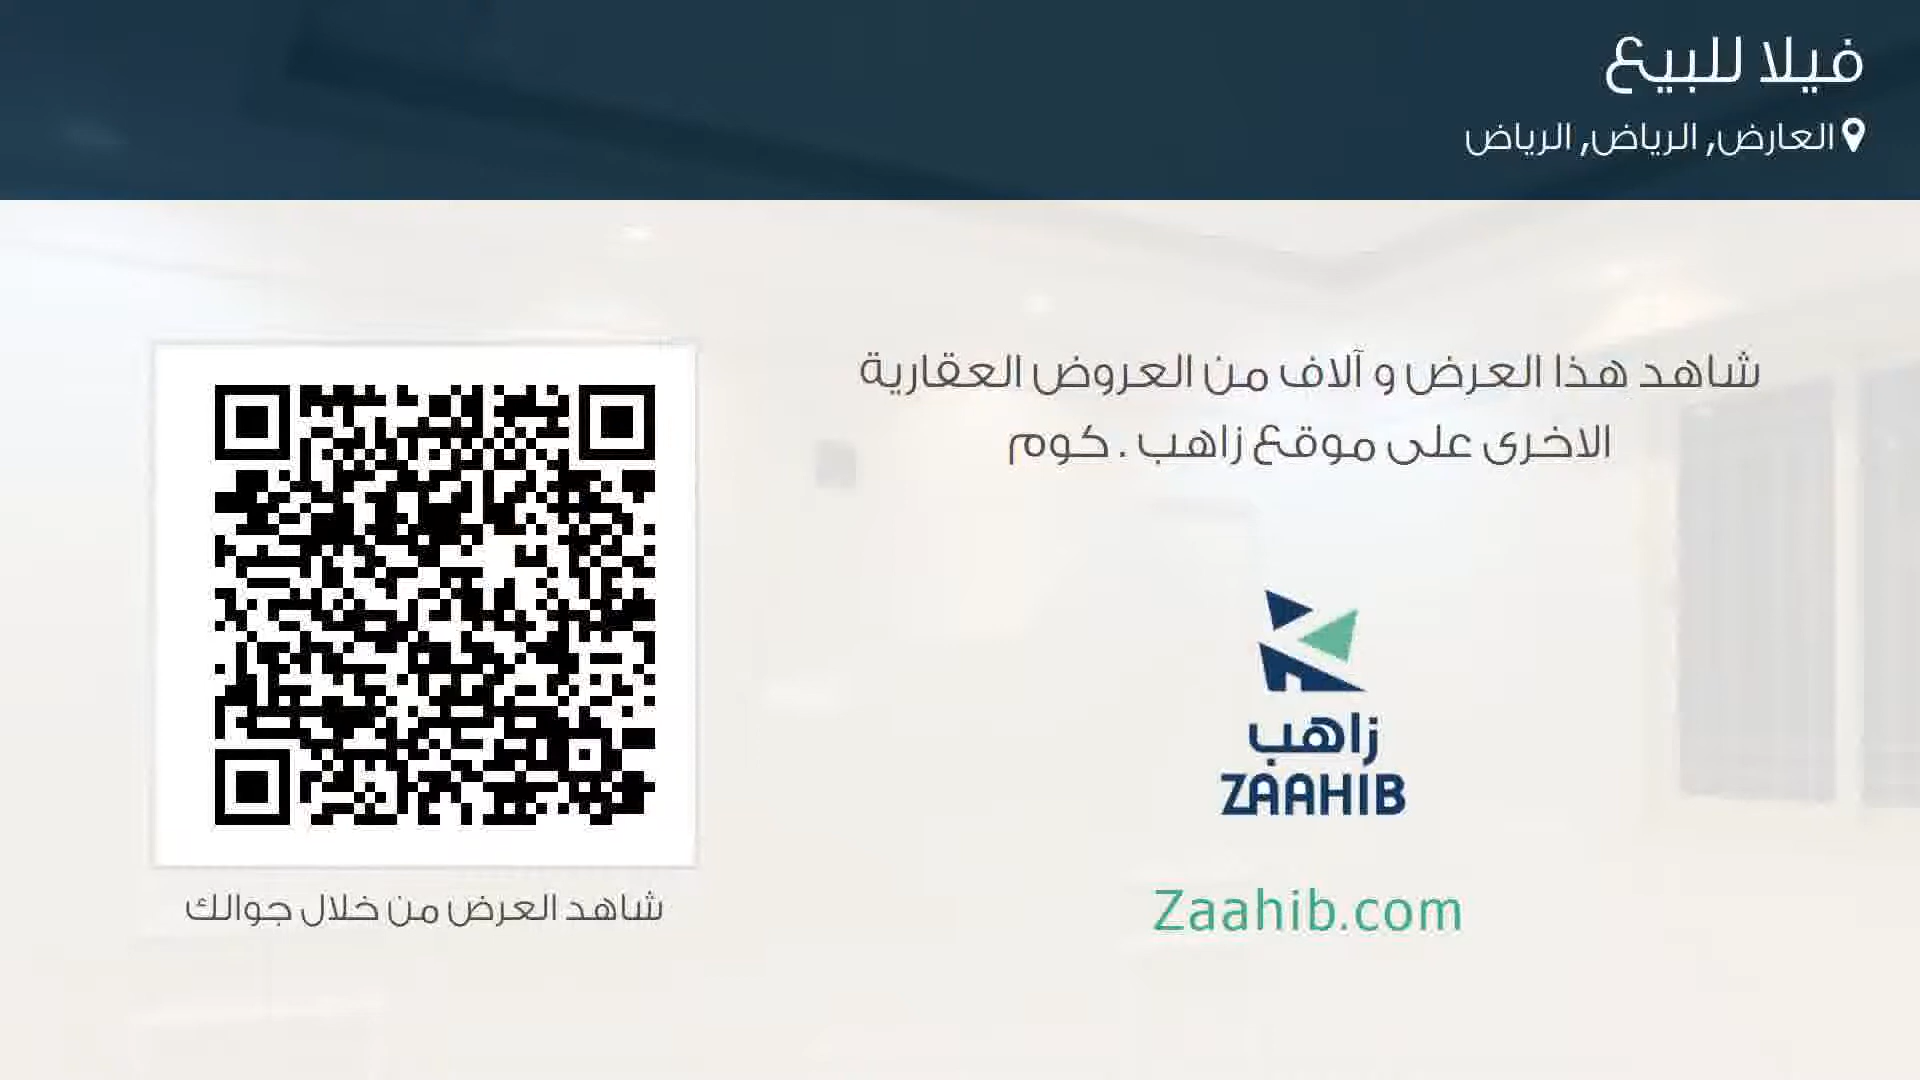 فيلا للبيع
العارض, الرياض, الرياض
شاهد هذا العرض و آلاف من العروض العقارية
الاخرى على موقع زاهب . كوم
زاهب
ZAAHIB
Zaahib.com
شاهد العرض من خلال جوالك